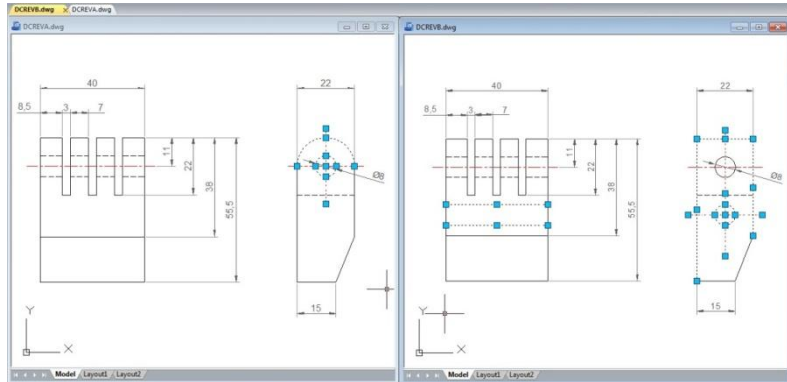 DCREVB.dwg
DCREVA.dwg
DCREVA.dwg
40
22
8,5
3
7
11
22
38
55,5
Ø8
15
Y
X
Model
Layout1
Layout2
DCREVB.dwg
40
22
8,5
3
7
11
22
38
55,5
Ø8
15
Y
X
Model
Layout1
Layout2